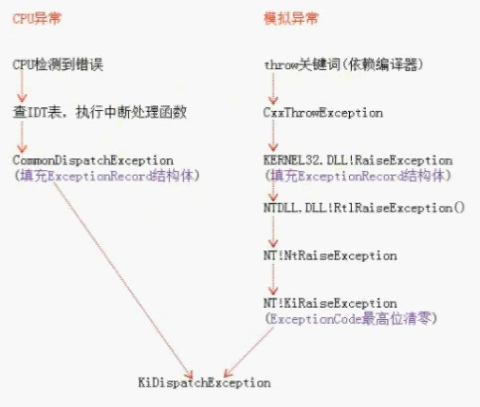 CPU异常
CPU检测到错误
查IDT表，执行中断处理函数
CommonDispatchException
(填充ExceptionRecord结构体)
模拟异常
throw关键词(依赖编译器)
CxxThrowException
KERNEL32.DLL!RaiseException
(填充ExceptionRecord结构体)
NTDLL.DLL!RtlRaiseException()
NT!NtRaiseException
NT!KiRaiseException
(ExceptionCode最高位清零)
KiDispatchException